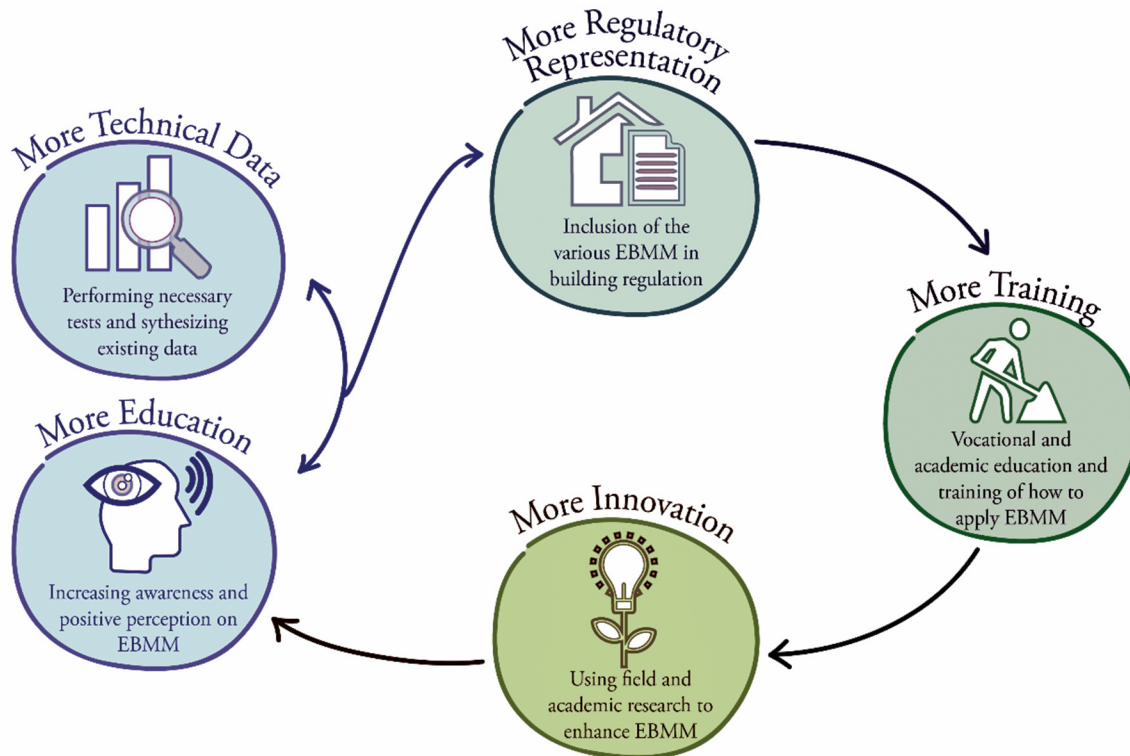 More Regulatory
Representation
Inclusion of the
various EBMM in
building regulation
More Technical Data
Performing necessary
tests and sythesizing
existing data
More Training
Vocational and
academic education and
training of how to
apply EBMM
More Education
Increasing awareness and
positive perception on
EBMM
More Innovation
Using field and
academic research to
enhance EBMM